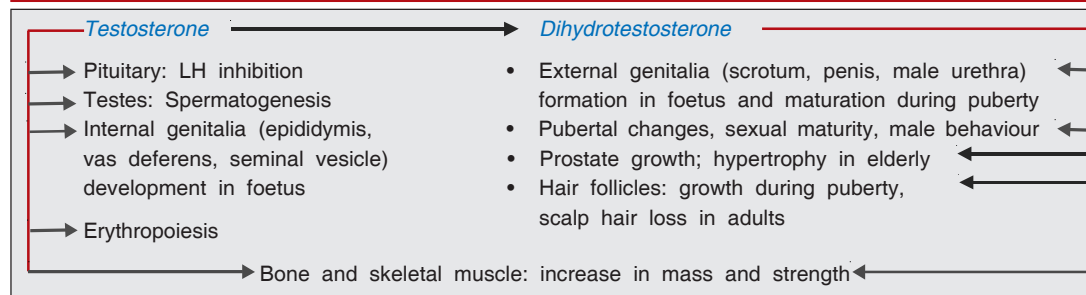 Testosterone
Pituitary: LH inhibition
Testes: Spermatogenesis
Internal genitalia (epididymis,
vas deferens, seminal vesicle)
development in foetus
Erythropoiesis
Dihydrotestosterone
• External genitalia (scrotum, penis, male urethra)
formation in foetus and maturation during puberty
• Pubertal changes, sexual maturity, male behaviour
• Prostate growth; hypertrophy in elderly
• Hair follicles: growth during puberty,
scalp hair loss in adults
Bone and skeletal muscle: increase in mass and strength